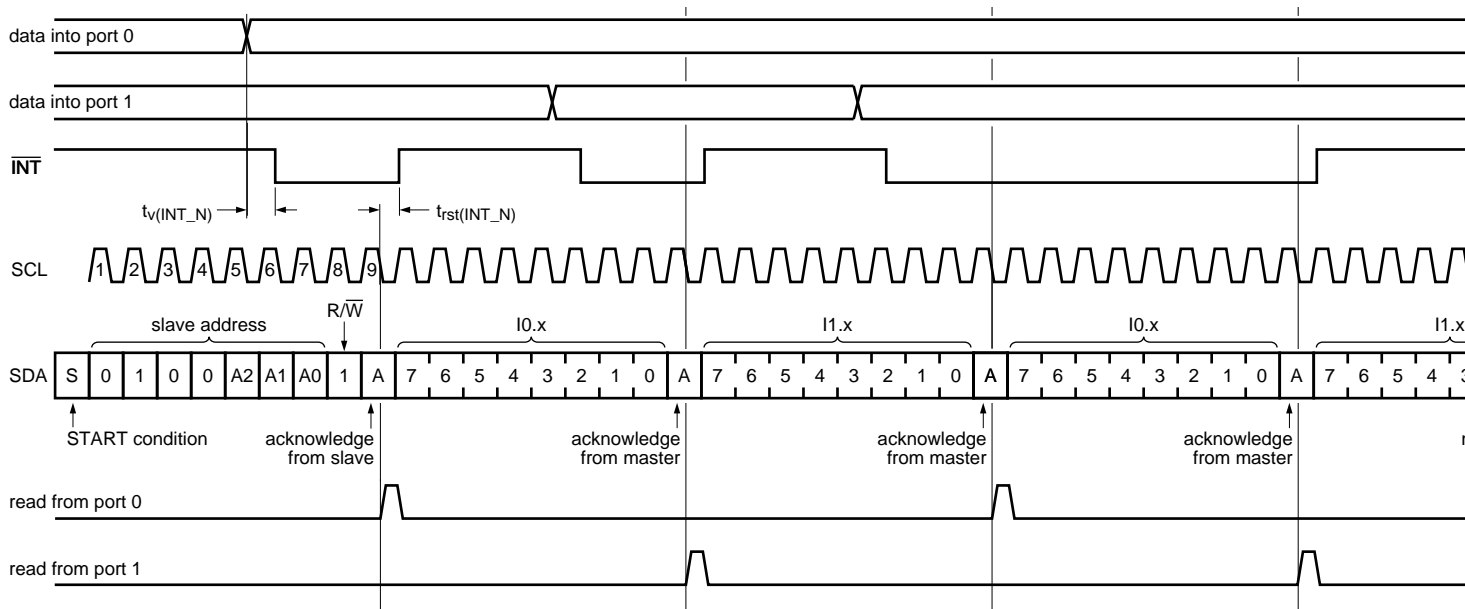 data into port 0
data into port 1
INT
tv(INT_N) trst(INT_N)
SCL 1 2 3 4 5 6 7 8 9
R/W
slave address I0.x I1.x I0.x I1.x
SDA S 0 1 0 0 A2 A1 A0 1 A 7 6 5 4 3 2 1 0 A 7 6 5 4 3 2 1 0 A 7 6 5 4 3 2 1 0 A 7 6 5 4 3
START condition acknowledge acknowledge acknowledge acknowledge
from slave from master from master from master
read from port 0
read from port 1